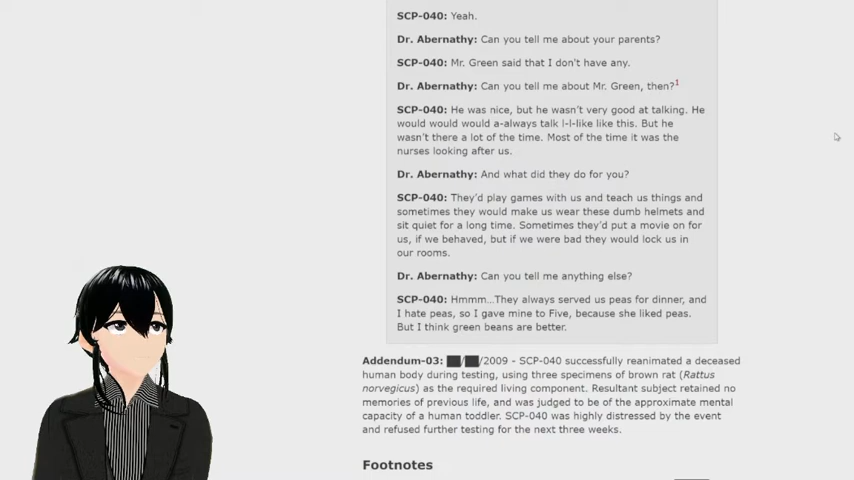 SCP-040: Yeah.
Dr. Abernathy: Can you tell me about your parents?
SCP-040: Mr. Green said that I don't have any.
Dr. Abernathy: Can you tell me about Mr. Green, then?1
SCP-040: He was nice, but he wasn't very good at talking. He
would would would a-always talk l-l-like like this. But he
wasn't there a lot of the time. Most of the time it was the
nurses looking after us.
Dr. Abernathy: And what did they do for you?
SCP-040: They'd play games with us and teach us things and
sometimes they would make us wear these dumb helmets and
sit quiet for a long time. Sometimes they'd put a movie on for
us, if we behaved, but if we were bad they would lock us in
our rooms.
Dr. Abernathy: Can you tell me anything else?
SCP-040: Hmmm...They always served us peas for dinner, and
I hate peas, so I gave mine to Five, because she liked peas.
But I think green beans are better.
Addendum-03: ██/██/2009 - SCP-040 successfully reanimated a deceased
human body during testing, using three specimens of brown rat (Rattus
norvegicus) as the required living component. Resultant subject retained no
memories of previous life, and was judged to be of the approximate mental
capacity of a human toddler. SCP-040 was highly distressed by the event
and refused further testing for the next three weeks.
Footnotes